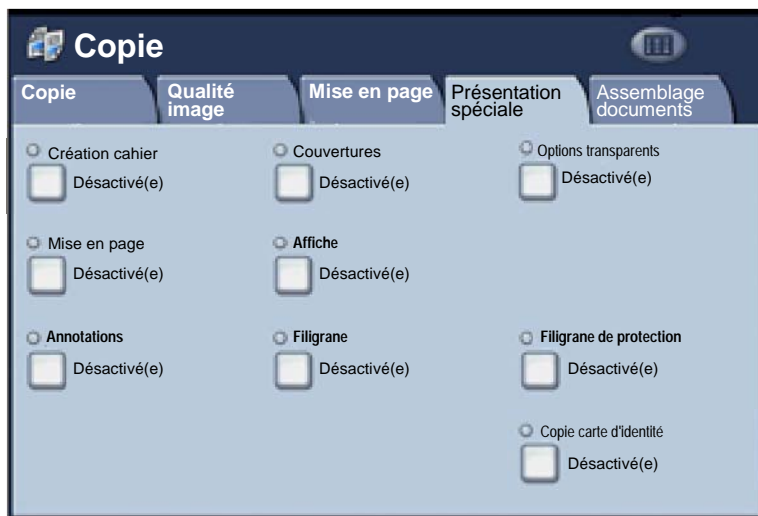 Copie
Copie
Qualité
image
Mise en page
Présentation
spéciale
Assemblage
documents
Création cahier
Désactivé(e)
Couvertures
Désactivé(e)
Options transparents
Désactivé(e)
Mise en page
Désactivé(e)
Affiche
Désactivé(e)
Annotations
Désactivé(e)
Filigrane
Désactivé(e)
Filigrane de protection
Désactivé(e)
Copie carte d'identité
Désactivé(e)